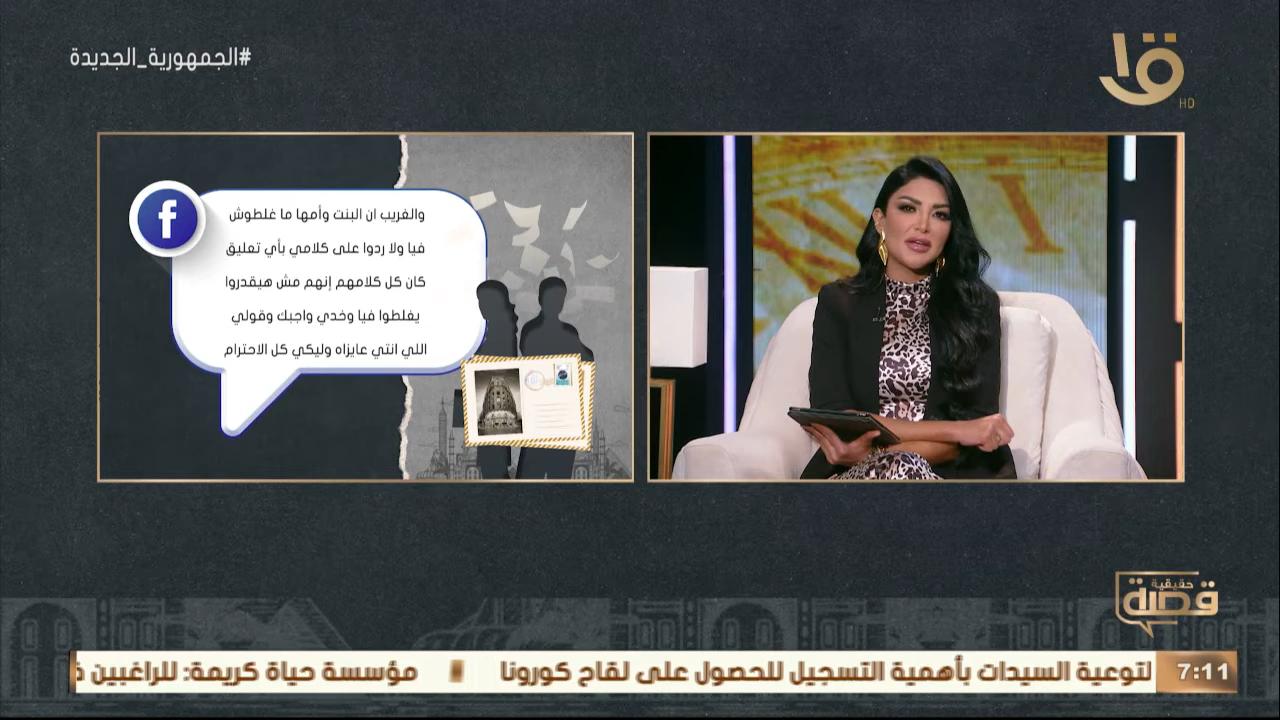 #الجمهورية_الجديدة
HD
f
والغريب ان البنت وأمها ما غلطوش
فيا ولا ردوا على كلامي بأي تعليق
كان كل كلامهم إنهم مش هيقدروا
يغلطوا فيا وخدي واجبك وقولي
اللي انتي عايزاه وليكي كل الاحترام
قصة
حقيقية
7:11
لتوعية السيدات بأهمية التسجيل للحصول على لقاح كورونا
مؤسسة حياة كريمة: للراغبين